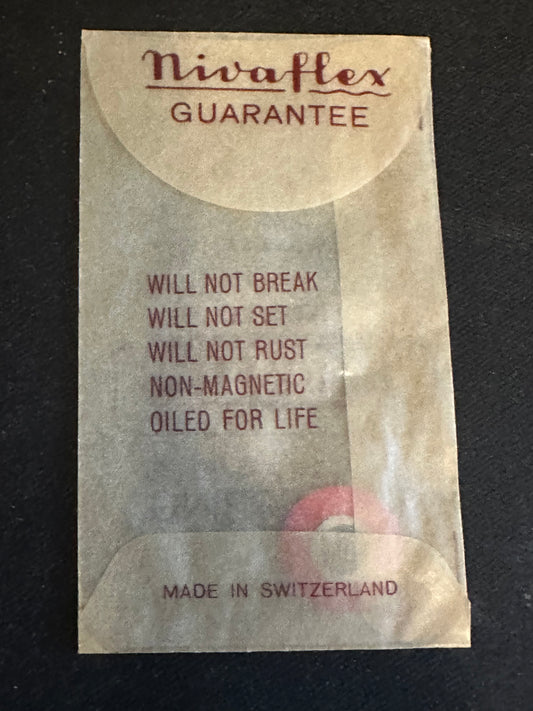 Nivaflex
GUARANTEE
WILL NOT BREAK
WILL NOT SET
WILL NOT RUST
NON-MAGNETIC
OILED FOR LIFE
MADE IN SWITZERLAND